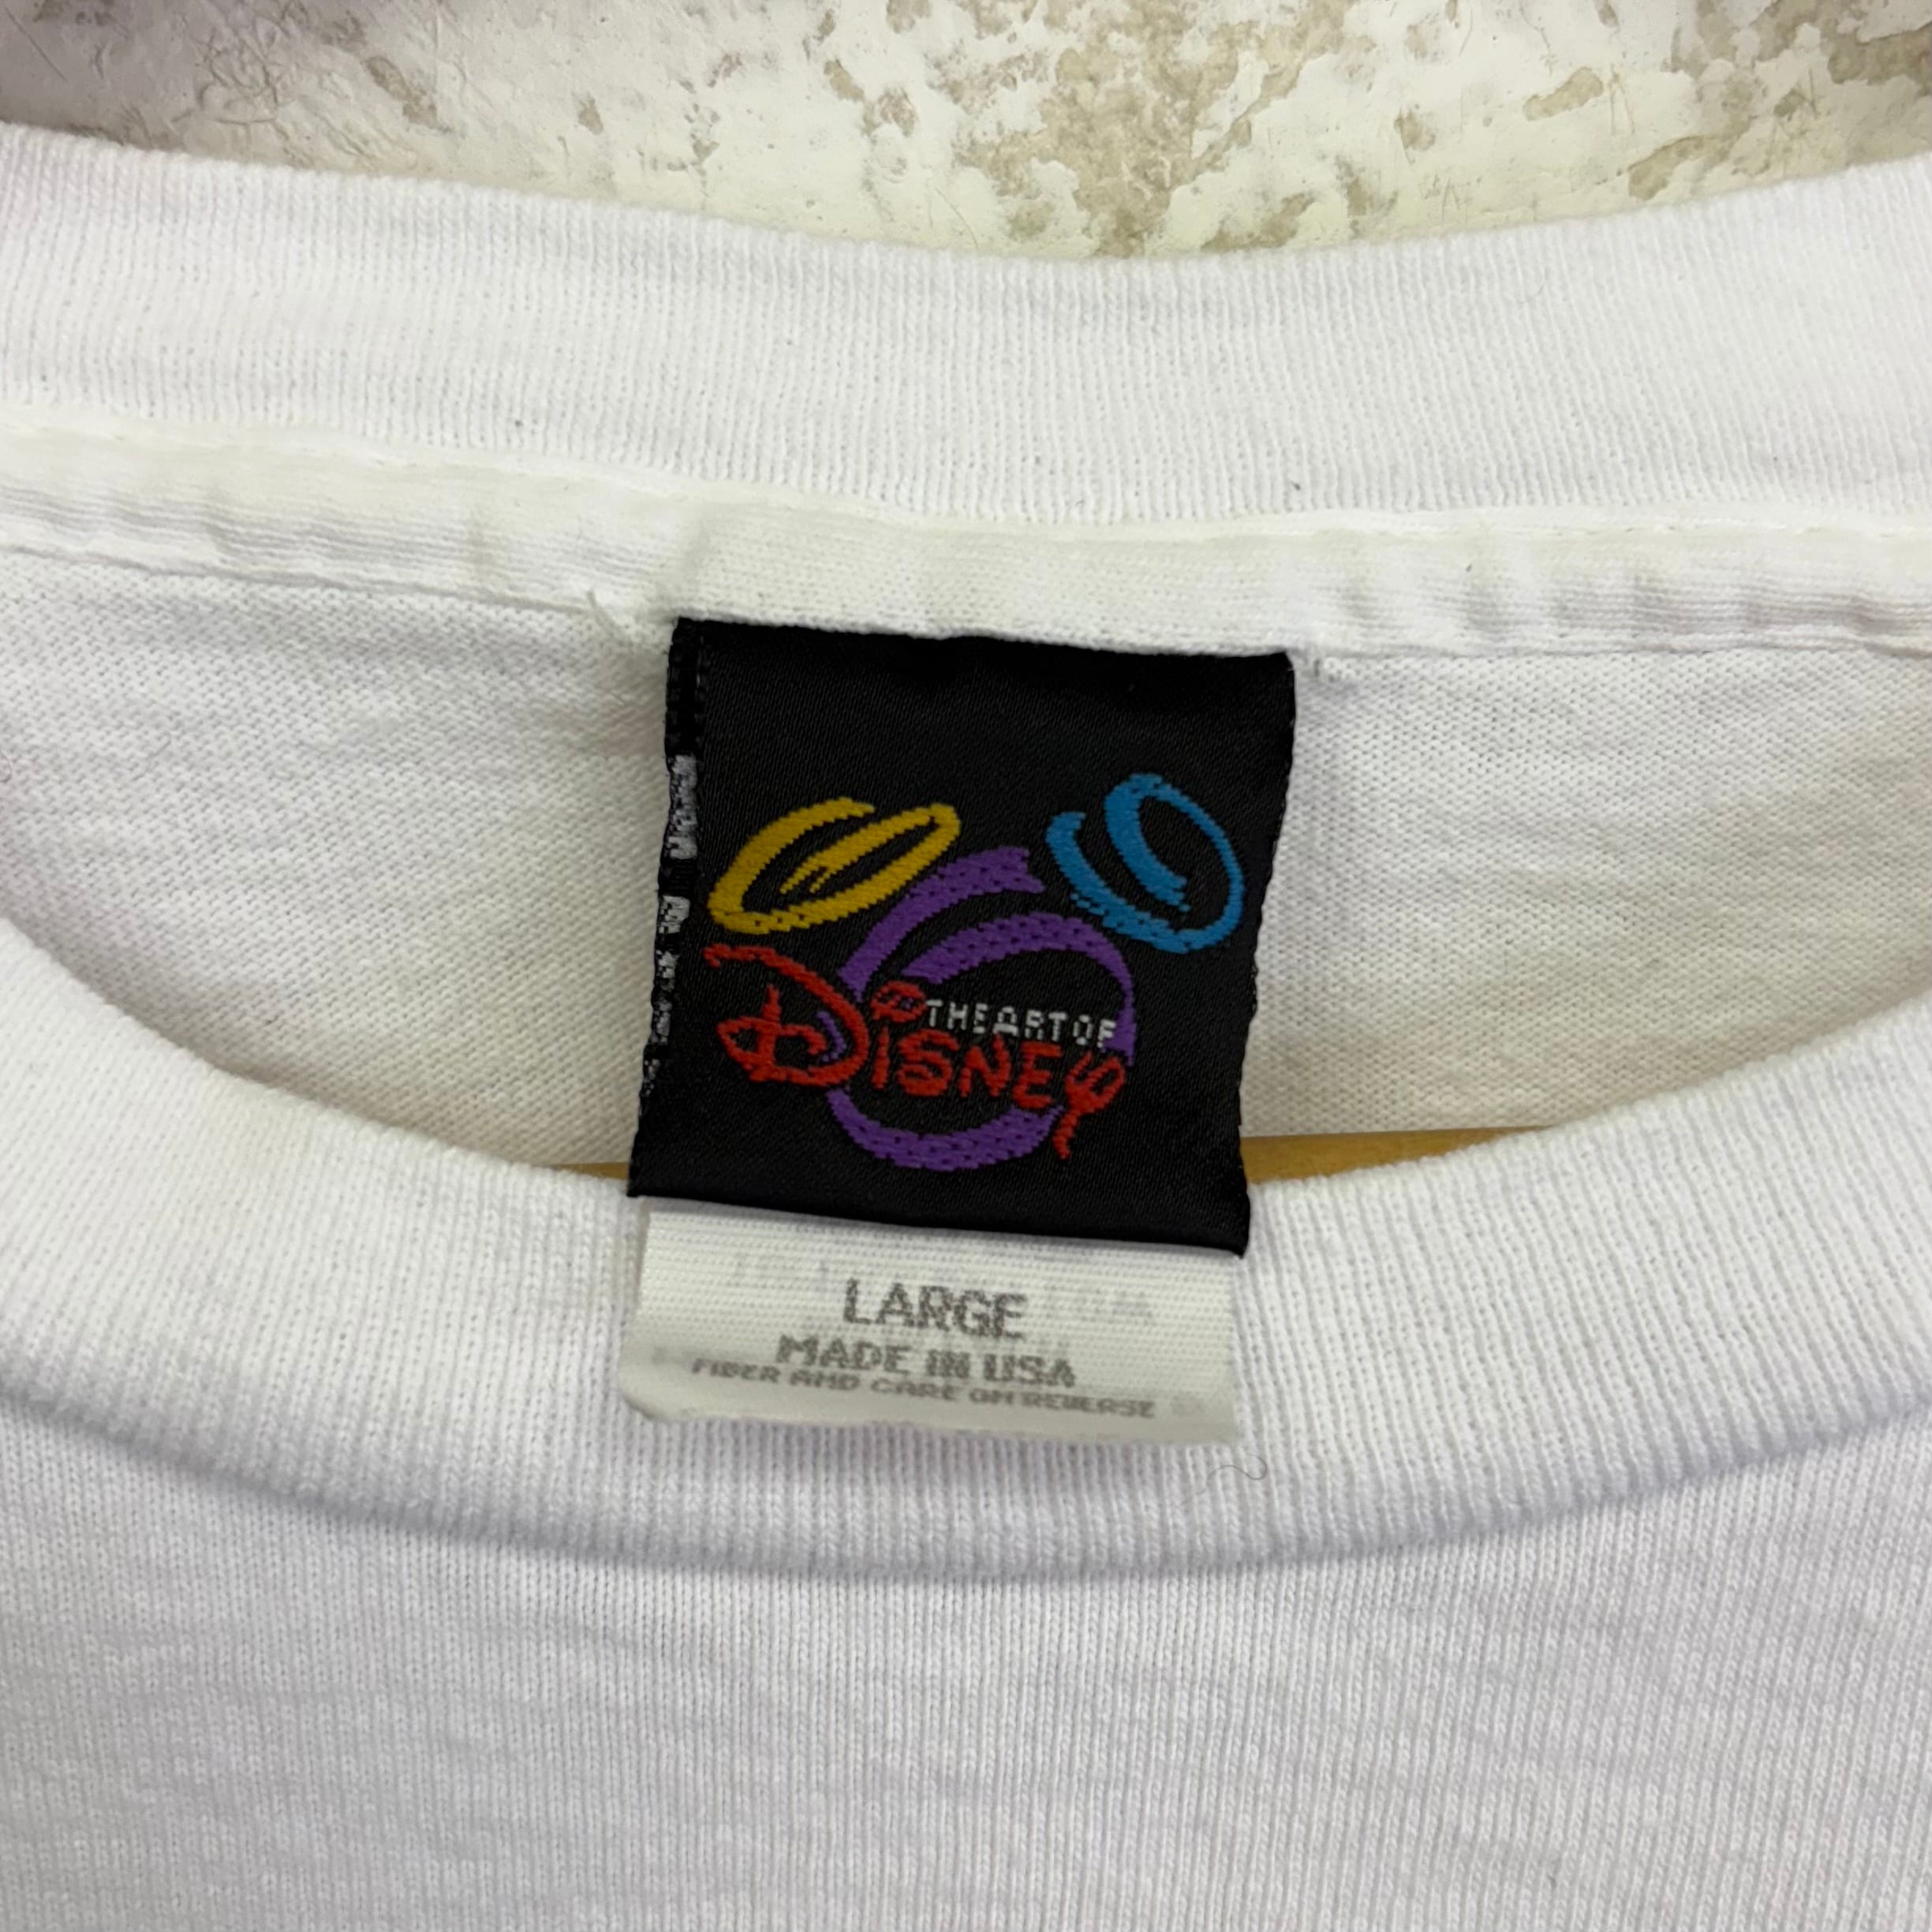 THE ART OF
Disney
LARGE
MADE IN USA
FIBER AND CARE ON REVERSE